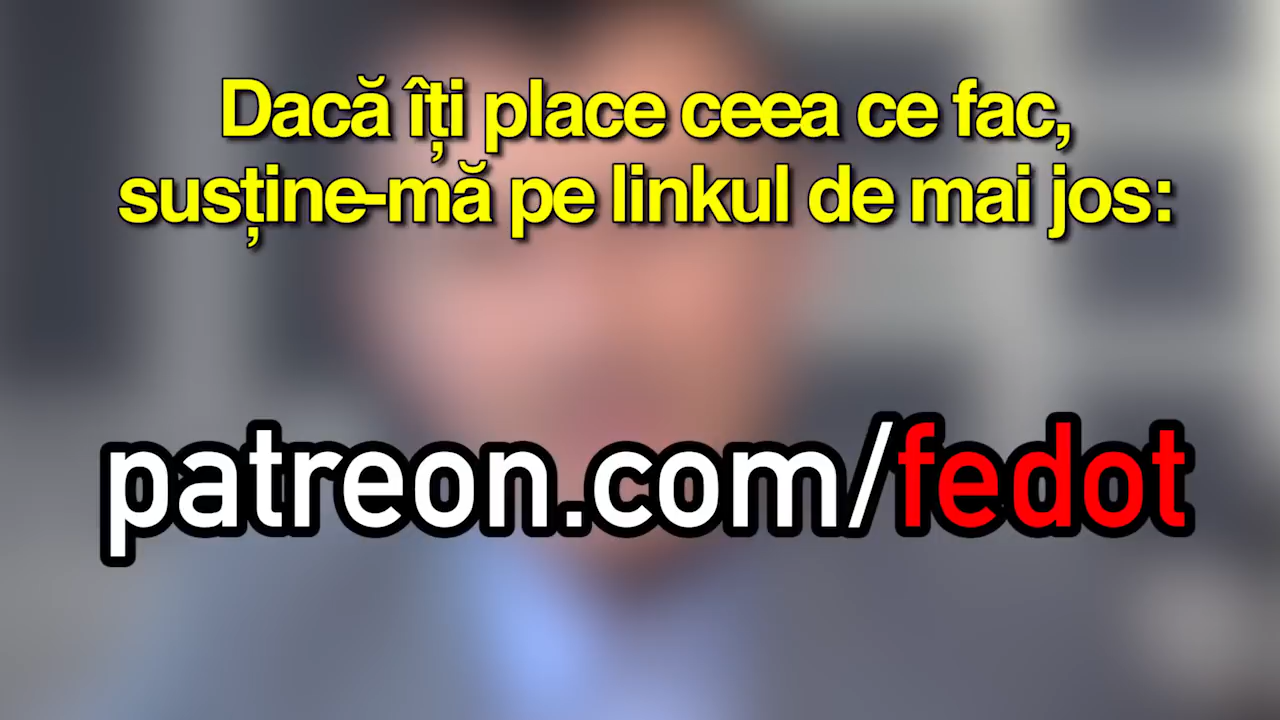 Dacă îți place ceea ce fac,
susține-mă pe linkul de mai jos:
patreon.com/fedot